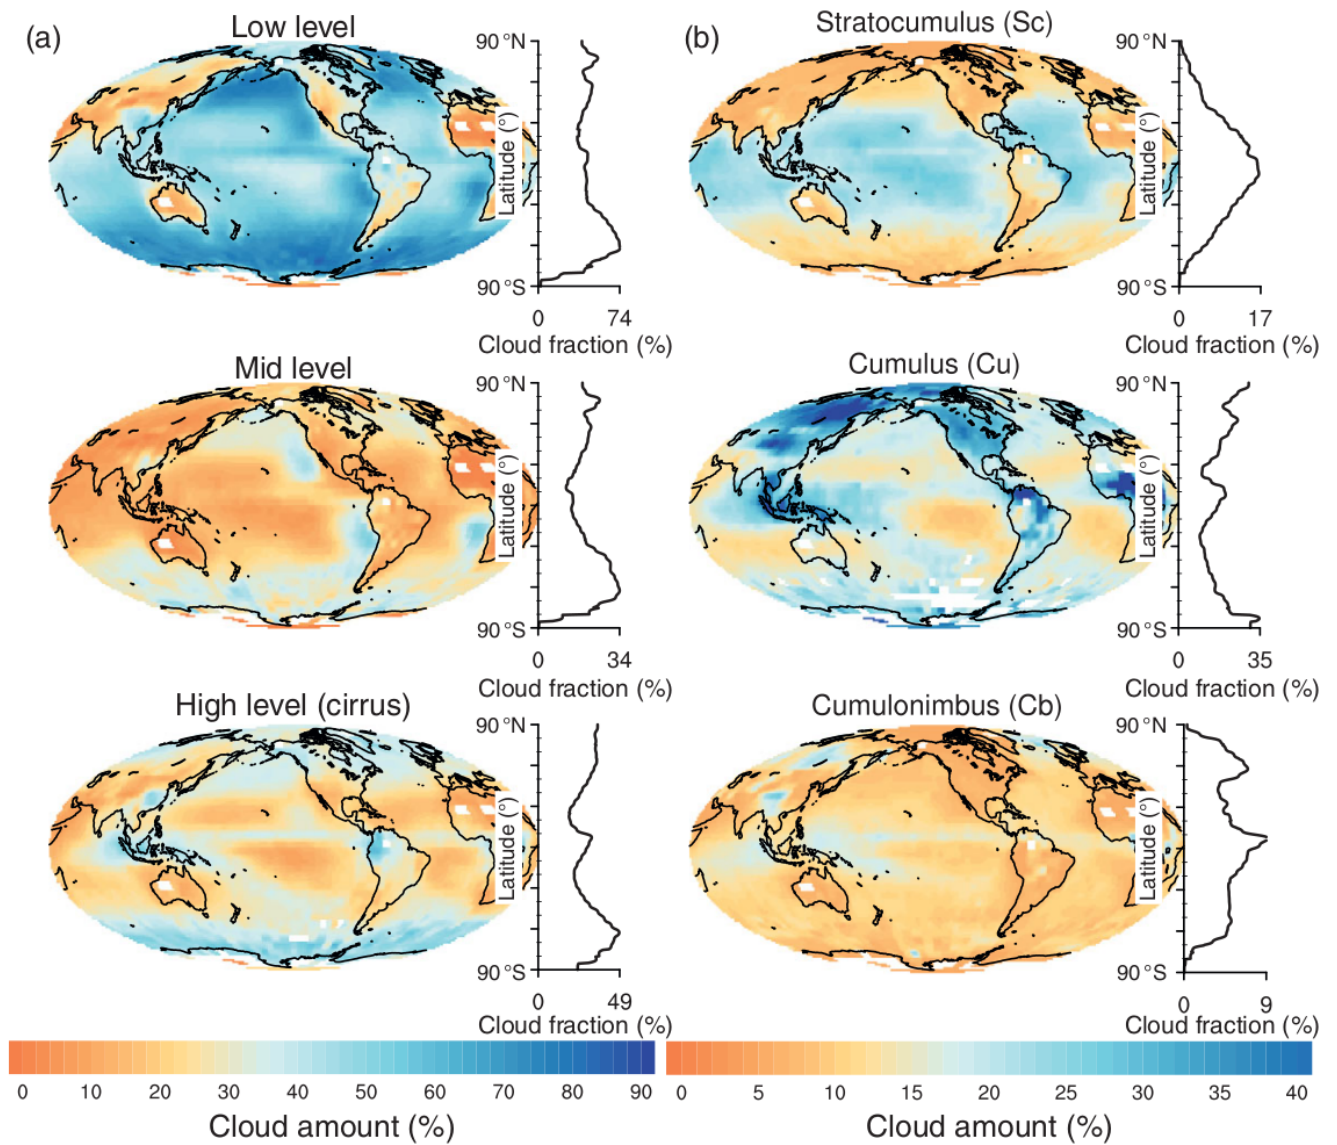 (a)
Low level
90 °N
Latitude (°)
90 °S
0 74
Cloud fraction (%)
Mid level
90 °N
Latitude (°)
90 °S
0 34
Cloud fraction (%)
High level (cirrus)
90 °N
Latitude (°)
90 °S
0 49
Cloud fraction (%)
0 10 20 30 40 50 60 70 80 90
Cloud amount (%)
(b)
Stratocumulus (Sc)
90 °N
Latitude (°)
90 °S
0 17
Cloud fraction (%)
Cumulus (Cu)
90 °N
Latitude (°)
90 °S
0 35
Cloud fraction (%)
Cumulonimbus (Cb)
90 °N
Latitude (°)
90 °S
0 9
Cloud fraction (%)
0 5 10 15 20 25 30 35 40
Cloud amount (%)